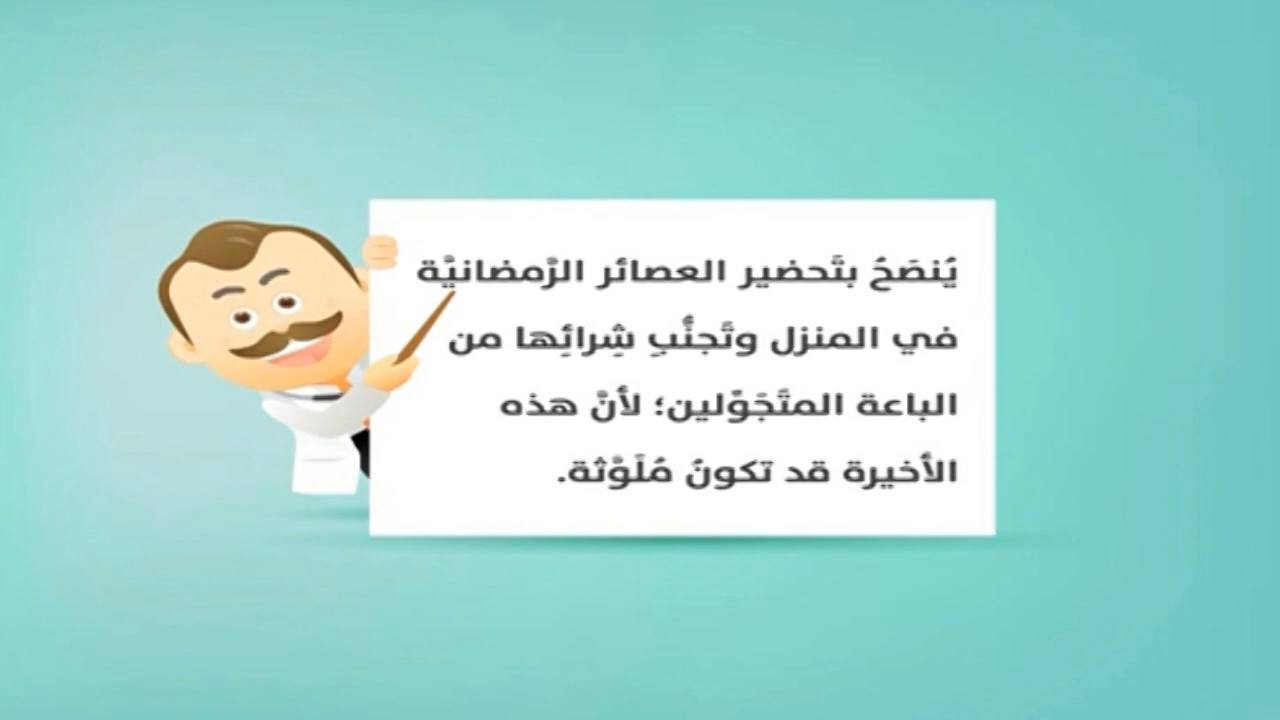 يُنصَحُ بتَحضير العصائر الرَّمضانيَّة
في المنزل وتَجنُّبِ شِرائِها من
الباعة المتَجَوِّلين؛ لأنَّ هذه
الأخيرة قد تكونُ مُلَوَّثة.